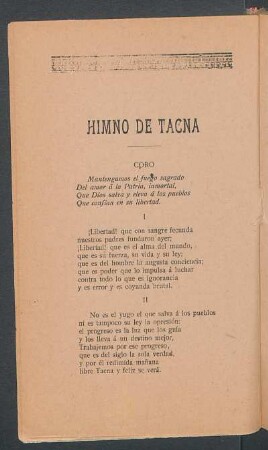 HIMNO DE TACNA
CORO
Mantengamos el fuego sagrado
Del amor á la Patria, inmortal,
Que Dios salva y eleva á los pueblos
Que confían en su libertad.
I
¡Libertad! que con sangre fecunda
nuestros padres fundaron ayer;
¡Libertad! que es el alma del mundo,
que es su fuerza, su vida y su ley;
que es del hombre la augusta conciencia;
que es poder que lo impulsa á luchar
contra todo lo que es ignorancia
y es error y es coyunda brutal.
II
No es el yugo el que salva á los pueblos
ni es tampoco su ley la opresión;
el progreso es la luz que los guía
y los lleva á un destino mejor.
Trabajemos por ese progreso,
que es del siglo la sola verdad,
y por él redimida mañana
libre Tacna y feliz se verá.